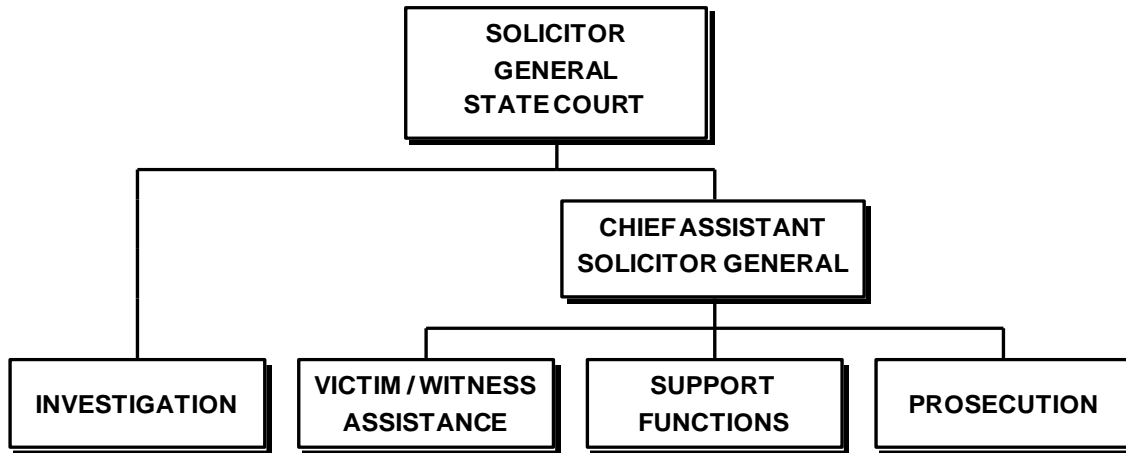 SOLICITOR
GENERAL
STATE COURT
CHIEF ASSISTANT
SOLICITOR GENERAL
INVESTIGATION
VICTIM / WITNESS
ASSISTANCE
SUPPORT
FUNCTIONS
PROSECUTION